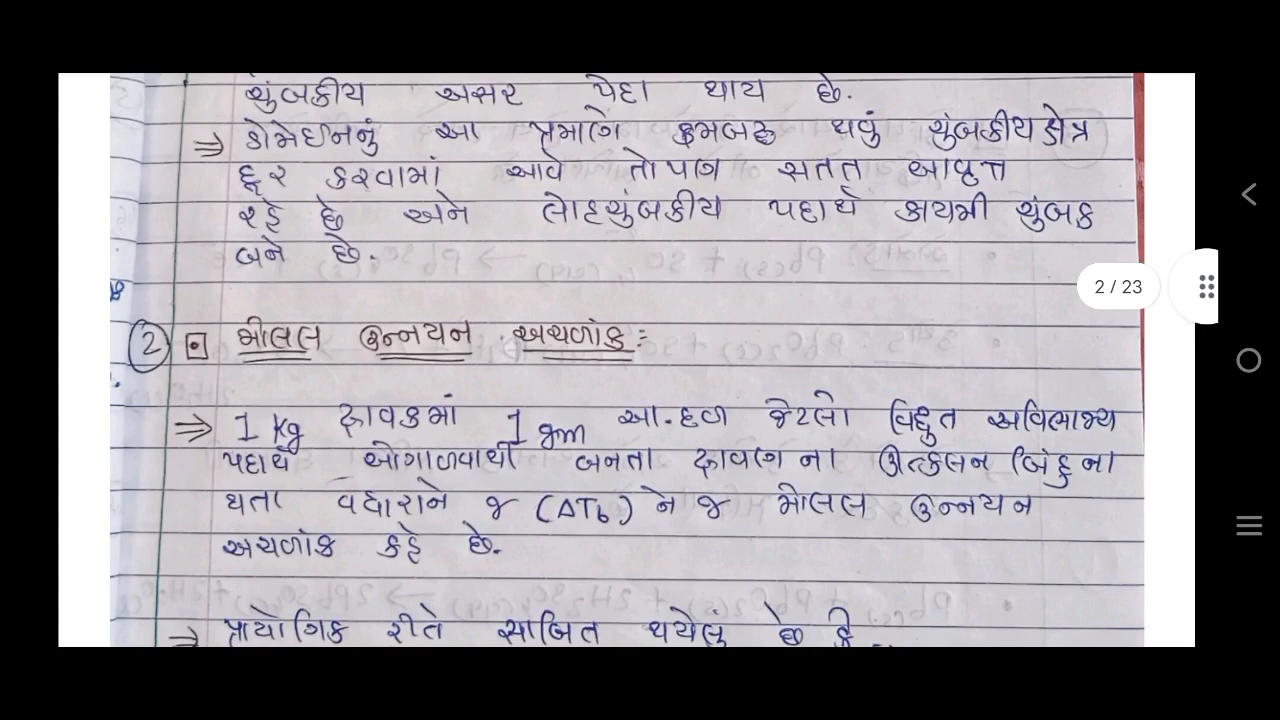 ચુંબકીય અસર પેદા થાય છે.
⇒ ડોમેઇનનું આ પ્રમાણે ક્રમબદ્ધ થવું ચુંબકીય ક્ષેત્ર
દૂર કરવામાં આવે તો પણ સતત આવૃત્ત
રહે છે અને લોહચુંબકીય પદાર્થ કાયમી ચુંબક
બને છે.
2 / 23
② મોલલ ઉન્નયન અચળાંક :
⇒ 1 kg દ્રાવકમાં 1 gm આ.દળ જેટલો વિદ્યુત અવિભાજ્ય
પદાર્થ ઓગાળવાથી બનતા દ્રાવણ ના ઉત્કલન બિંદુ ના
થતા વધારાને જ (ΔTb) ને જ મોલલ ઉન્નયન
અચળાંક કહે છે.
⇒ પ્રાયોગિક રીતે સાબિત થયેલું છે કે